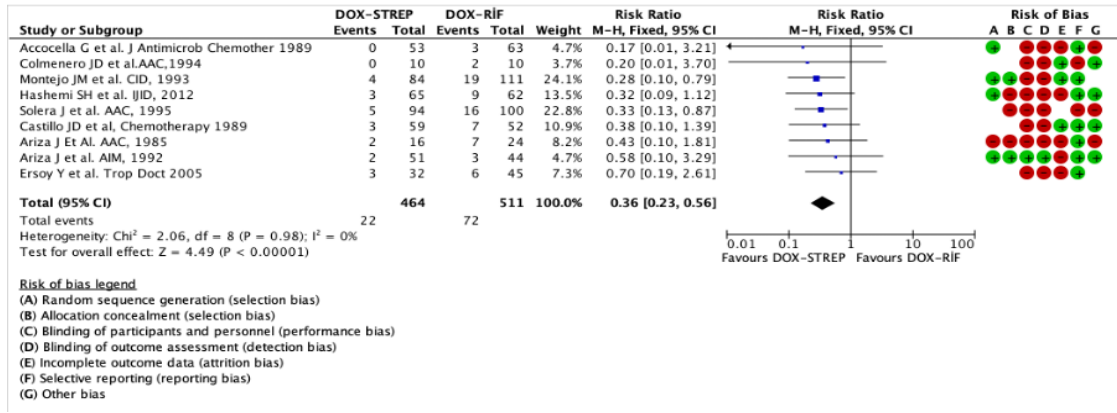 DOX-STREP DOX-RİF Risk Ratio Risk Ratio Risk of Bias
Study or Subgroup Events Total Events Total Weight M-H, Fixed, 95% CI M-H, Fixed, 95% CI A B C D E F G
Accocella G et al. J Antimicrob Chemother 1989 0 53 3 63 4.7% 0.17 [0.01, 3.21]
Colmenero JD et al.AAC,1994 0 10 2 10 2.9% 0.20 [0.01, 3.70]
Montejo JM et al. CID, 1993 4 84 19 111 24.1% 0.28 [0.10, 0.79]
Hashemi SH et al. IJID, 2012 3 65 9 62 13.5% 0.32 [0.09, 1.12]
Solera J et al. AAC, 1995 5 94 16 100 22.8% 0.33 [0.13, 0.87]
Castillo JD et al, Chemotherapy 1989 3 59 7 52 10.9% 0.38 [0.10, 1.39]
Ariza J Et Al. AAC, 1985 2 16 7 24 8.2% 0.43 [0.10, 1.81]
Ariza J et al. AIM, 1992 2 51 3 44 4.7% 0.58 [0.10, 3.29]
Ersoy Y et al. Trop Doct 2005 3 32 6 45 7.3% 0.70 [0.19, 2.61]
Total (95% CI) 464 511 100.0% 0.36 [0.23, 0.56]
Total events 22 72
Heterogeneity: Chi² = 2.06, df = 8 (P = 0.98); I² = 0%
Test for overall effect: Z = 4.49 (P < 0.00001)
0.01 0.1 1 10 100
Favours DOX-STREP Favours DOX-RİF
Risk of bias legend
(A) Random sequence generation (selection bias)
(B) Allocation concealment (selection bias)
(C) Blinding of participants and personnel (performance bias)
(D) Blinding of outcome assessment (detection bias)
(E) Incomplete outcome data (attrition bias)
(F) Selective reporting (reporting bias)
(G) Other bias